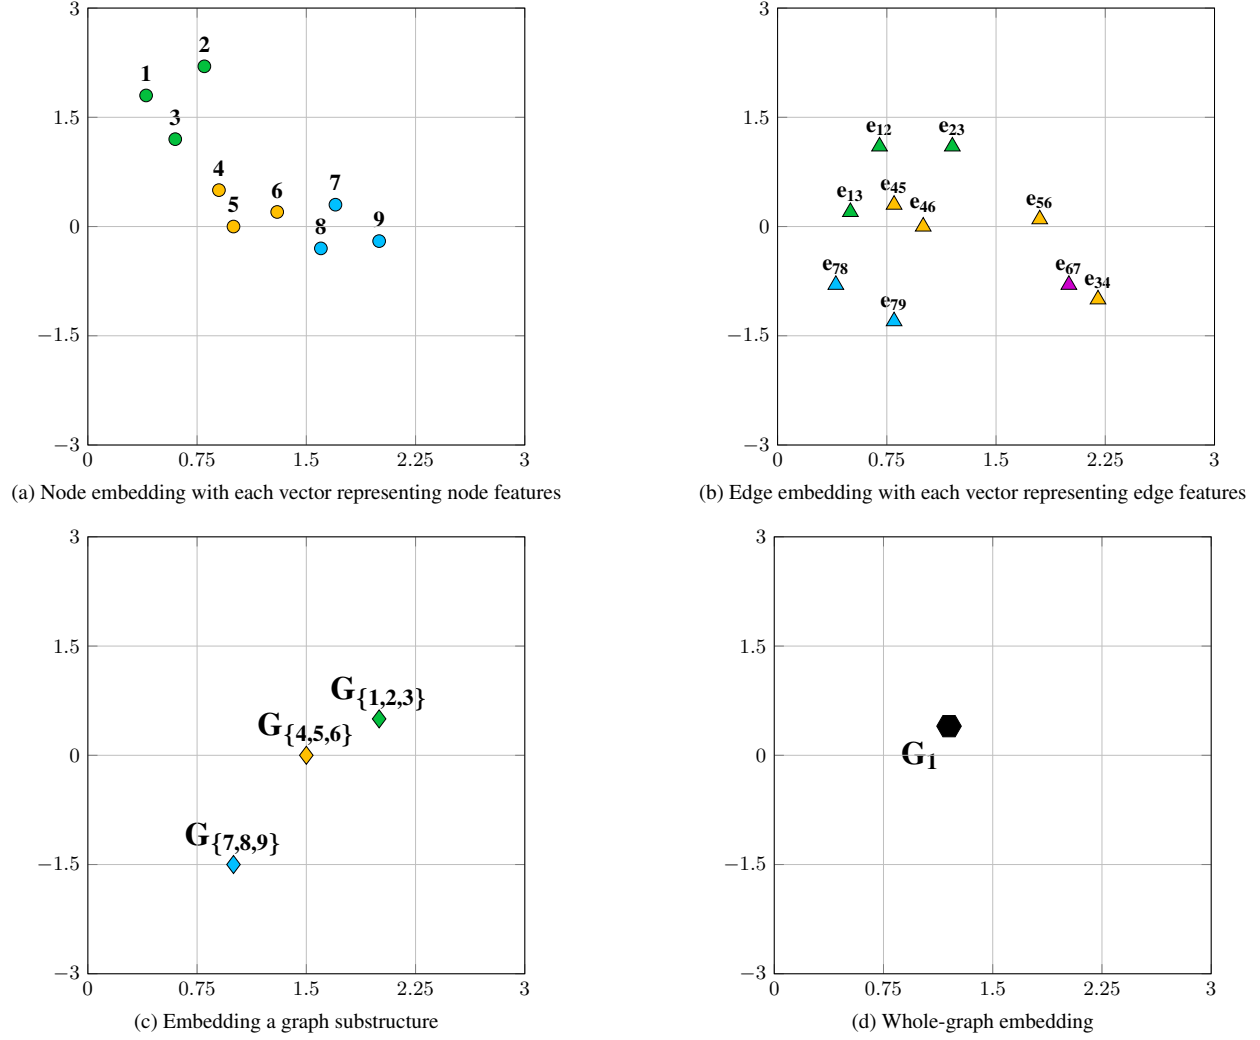 3
1.5
0
−1.5
−3
0 0.75 1.5 2.25 3
1
2
3
4
5
6
7
8
9
(a) Node embedding with each vector representing node features
3
1.5
0
−1.5
−3
0 0.75 1.5 2.25 3
e12
e23
e13
e45
e46
e56
e78
e67
e34
e79
(b) Edge embedding with each vector representing edge features
3
1.5
0
−1.5
−3
0 0.75 1.5 2.25 3
G{1,2,3}
G{4,5,6}
G{7,8,9}
(c) Embedding a graph substructure
3
1.5
0
−1.5
−3
0 0.75 1.5 2.25 3
G1
(d) Whole-graph embedding